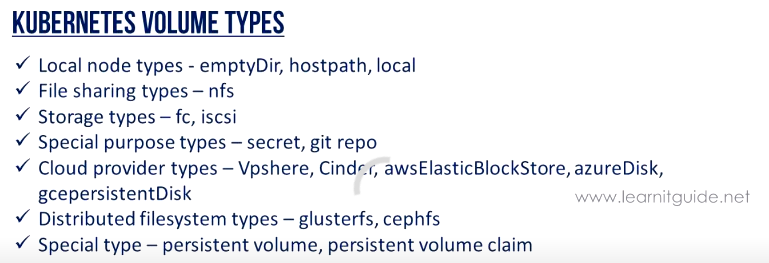 KUBERNETES VOLUME TYPES
✓ Local node types - emptyDir, hostpath, local
✓ File sharing types – nfs
✓ Storage types – fc, iscsi
✓ Special purpose types – secret, git repo
✓ Cloud provider types – Vpshere, Cinder, awsElasticBlockStore, azureDisk,
gcepersistentDisk
www.learnitguide.net
✓ Distributed filesystem types – glusterfs, cephfs
✓ Special type – persistent volume, persistent volume claim